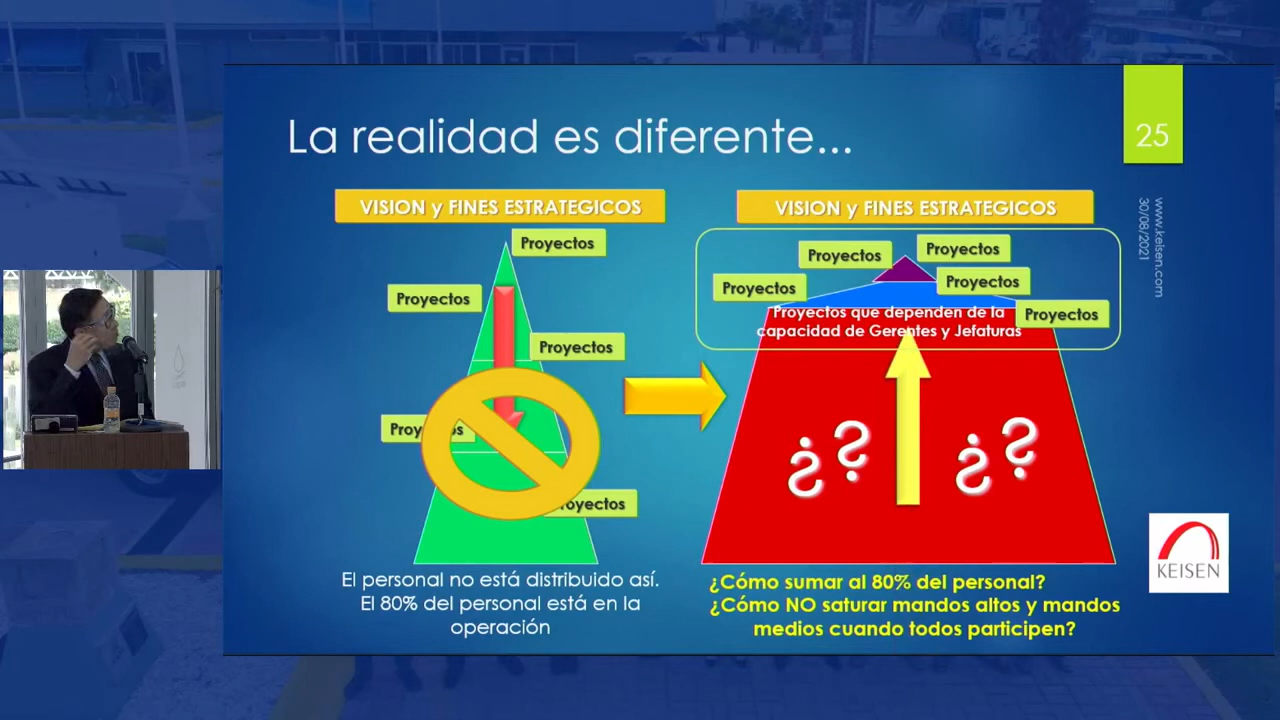 La realidad es diferente...
25
www.keisen.com
30/08/2021
VISION y FINES ESTRATEGICOS
Proyectos
Proyectos
Proyectos
Proyectos
Proyectos
El personal no está distribuido así.
El 80% del personal está en la
operación
VISION y FINES ESTRATEGICOS
Proyectos
Proyectos
Proyectos
Proyectos
Proyectos
Proyectos que dependen de la
capacidad de Gerentes y Jefaturas
¿? ¿?
¿Cómo sumar al 80% del personal?
¿Cómo NO saturar mandos altos y mandos
medios cuando todos participen?
KEISEN